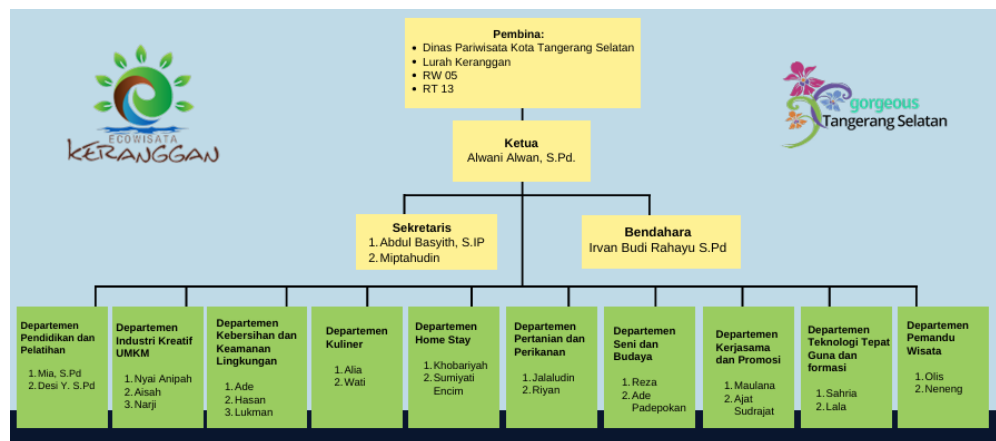 Pembina:
• Dinas Pariwisata Kota Tangerang Selatan
• Lurah Keranggan
• RW 05
• RT 13
ECOWISATA
KERANGGAN
gorgeous
Tangerang Selatan
Ketua
Alwani Alwan, S.Pd.
Sekretaris
1. Abdul Basyith, S.IP
2. Miptahudin
Bendahara
Irvan Budi Rahayu S.Pd
Departemen
Pendidikan dan
Pelatihan
1. Mia, S.Pd
2. Desi Y. S.Pd
Departemen
Industri Kreatif
UMKM
1. Nyai Anipah
2. Aisah
3. Narji
Departemen
Kebersihan dan
Keamanan
Lingkungan
1. Ade
2. Hasan
3. Lukman
Departemen
Kuliner
1. Alia
2. Wati
Departemen
Home Stay
1. Khobariyah
2. Sumiyati
Encim
Departemen
Pertanian dan
Perikanan
1. Jalaludin
2. Riyan
Departemen
Seni dan
Budaya
1. Reza
2. Ade
Padepokan
Departemen
Kerjasama
dan Promosi
1. Maulana
2. Ajat
Sudrajat
Departemen
Teknologi Tepat
Guna dan
formasi
1. Sahria
2. Lala
Departemen
Pemandu
Wisata
1. Olis
2. Neneng